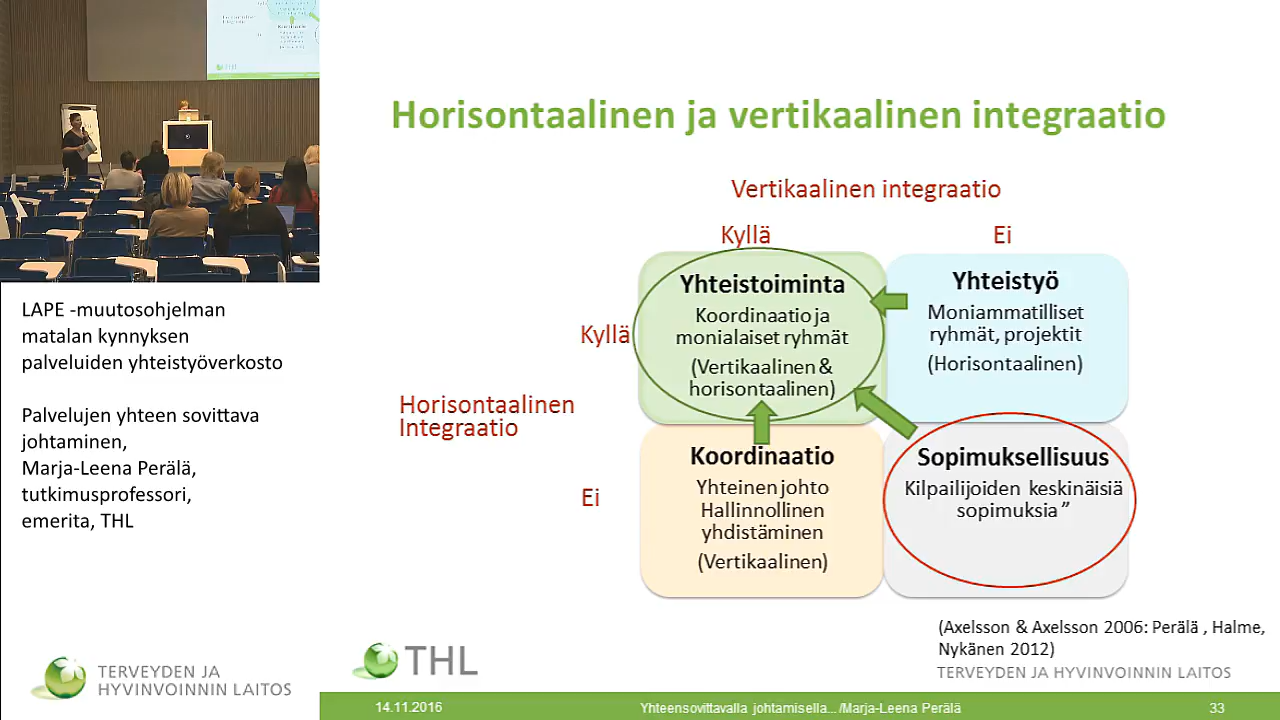 LAPE -muutosohjelman
matalan kynnyksen
palveluiden yhteistyöverkosto
Palvelujen yhteen sovittava
johtaminen,
Marja-Leena Perälä,
tutkimusprofessori,
emerita, THL
TERVEYDEN JA
HYVINVOINNIN LAITOS
Horisontaalinen ja vertikaalinen integraatio
Vertikaalinen integraatio
Kyllä
Ei
Horisontaalinen
Integraatio
Kyllä
Yhteistoiminta
Koordinaatio ja
monialaiset ryhmät
(Vertikaalinen &
horisontaalinen)
Yhteistyö
Moniammatilliset
ryhmät, projektit
(Horisontaalinen)
Ei
Koordinaatio
Yhteinen johto
Hallinnollinen
yhdistäminen
(Vertikaalinen)
Sopimuksellisuus
Kilpailijoiden keskinäisiä
sopimuksia”
(Axelsson & Axelsson 2006: Perälä , Halme,
Nykänen 2012)
THL
TERVEYDEN JA HYVINVOINNIN LAITOS
14.11.2016
Yhteensovittavalla johtamisella... /Marja-Leena Perälä
33